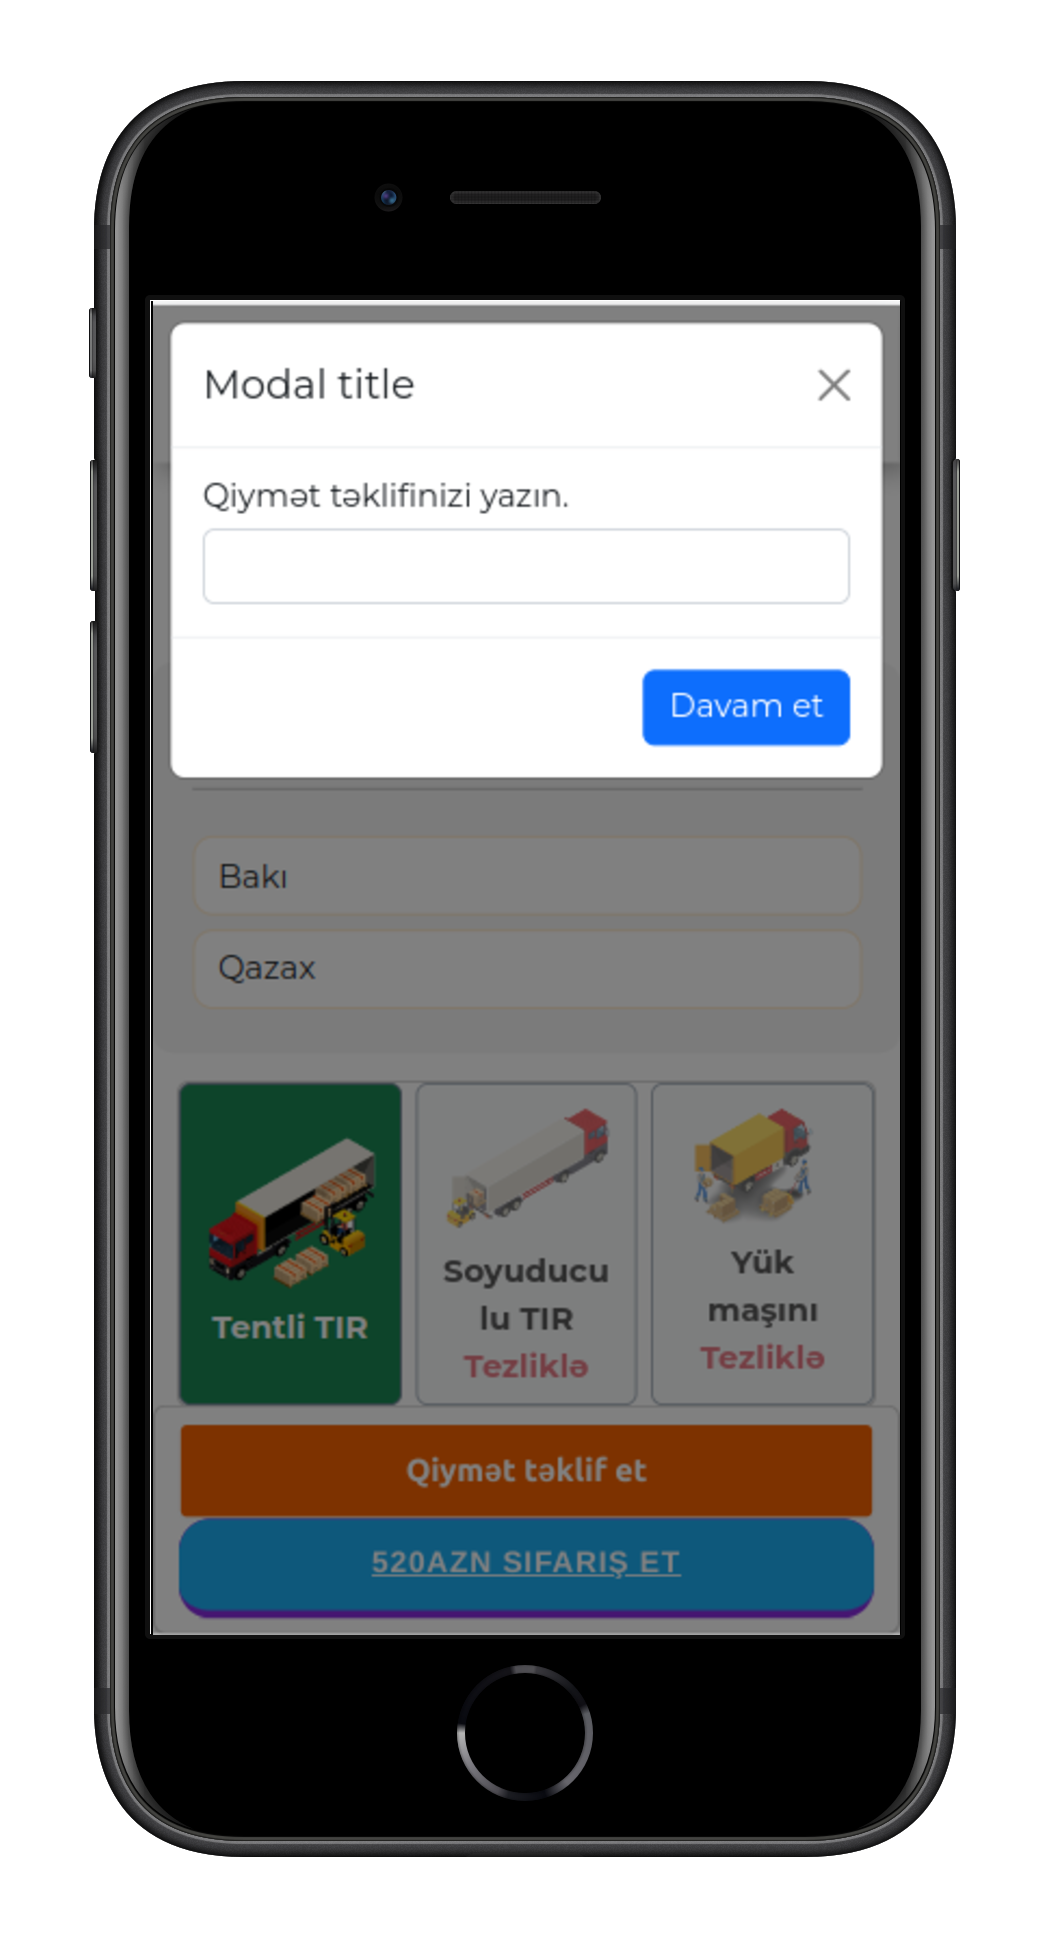 Modal title
Qiymət təklifinizi yazın.
Davam et
Bakı
Qazax
Tentli TIR
Soyuducu
lu TIR
Tezliklə
Yük
maşını
Tezliklə
Qiymət təklif et
520AZN SIFARIŞ ET